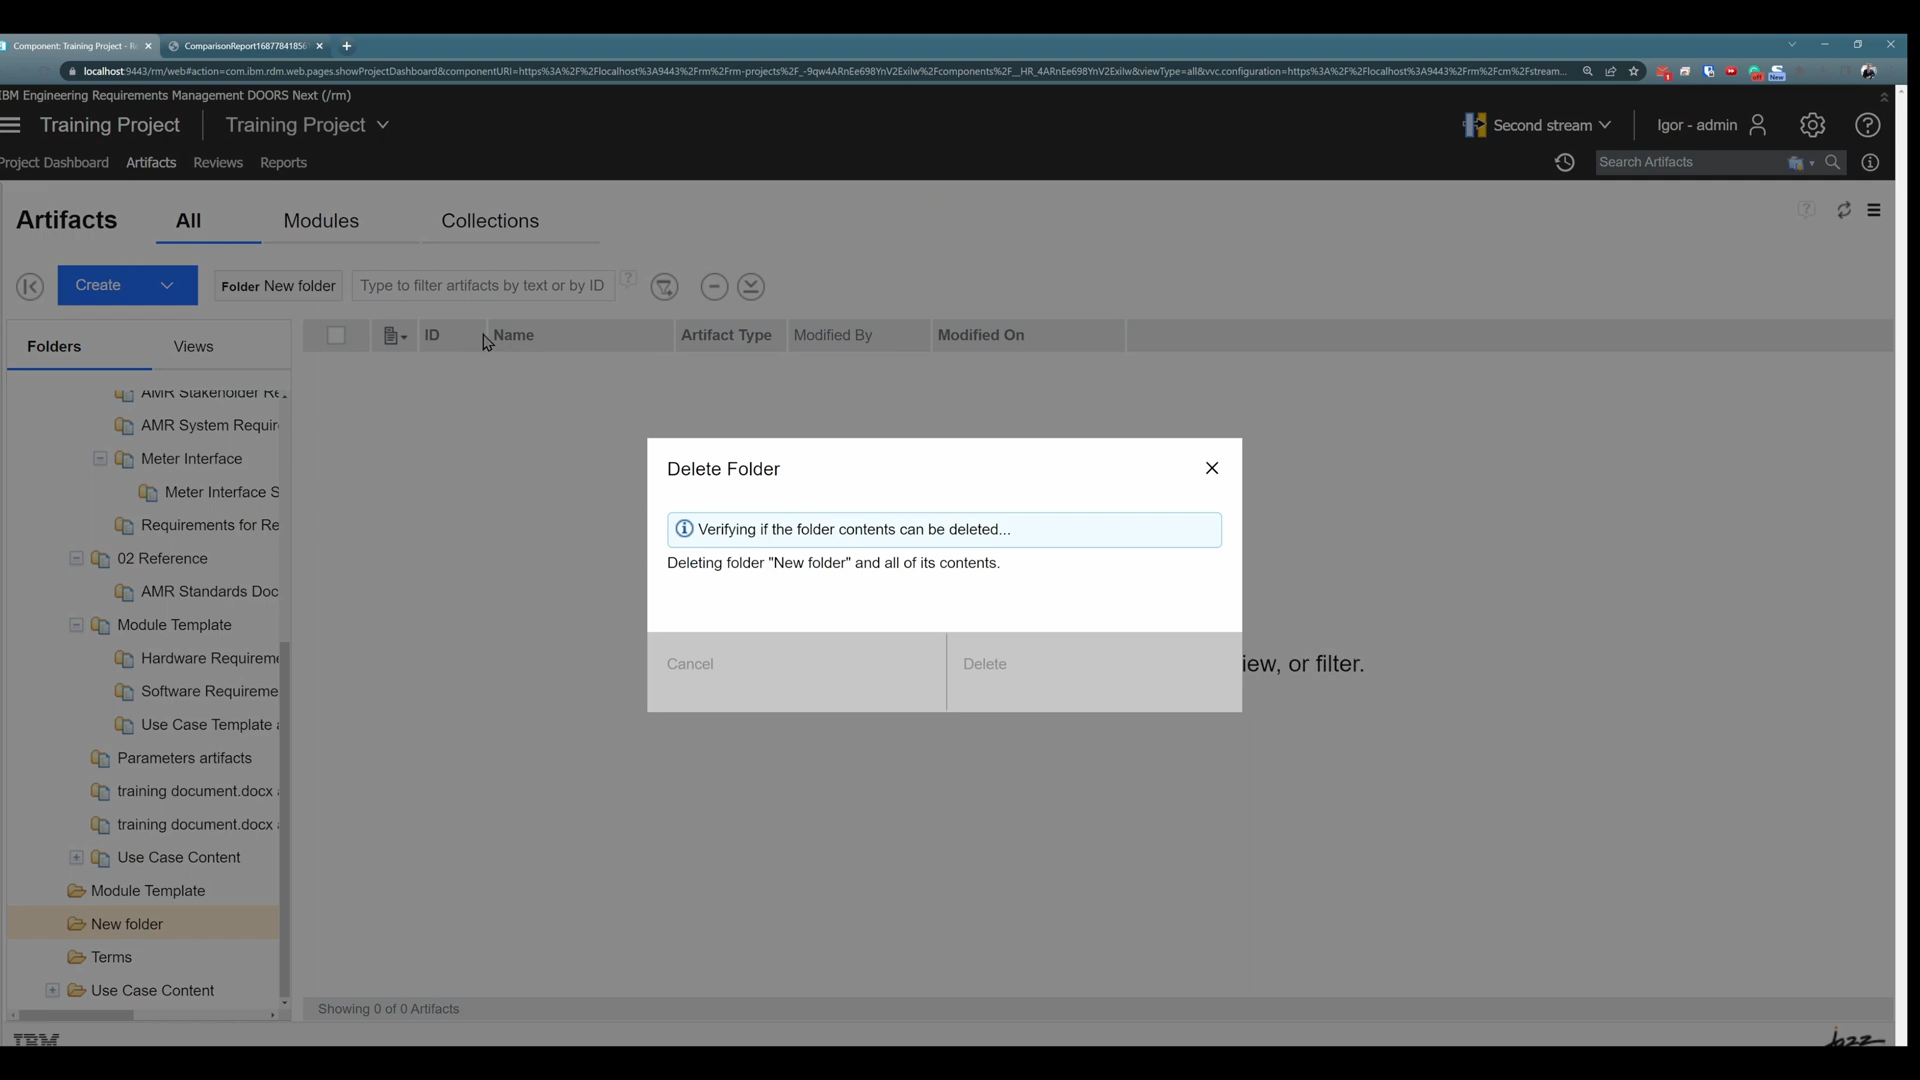 Component: Training Project - R
ComparisonReport16877841856
localhost:9443/rm/web#action=com.ibm.rdm.web.pages.showProjectDashboard&componentURI=https%3A%2F%2Flocalhost%3A9443%2Frm%2Frm-projects%2F_-9qw4ARnEe698YnV2Exilw%2Fcomponents%2F__HR_4ARnEe698YnV2Exilw&viewType=all&vvc.configuration=https%3A%2F%2Flocalhost%3A9443%2Frm%2Fcm%2Fstream...
IBM Engineering Requirements Management DOORS Next (/rm)
Training Project
Training Project
Second stream
Igor - admin
Project Dashboard
Artifacts
Reviews
Reports
Search Artifacts
Artifacts
All
Modules
Collections
Create
Folder New folder
Type to filter artifacts by text or by ID
Folders
Views
ID
Name
Artifact Type
Modified By
Modified On
AMR Stakeholder Re
AMR System Requir
Meter Interface
Meter Interface S
Requirements for Re
02 Reference
AMR Standards Doc
Module Template
Hardware Requireme
Software Requireme
Use Case Template a
Parameters artifacts
training document.docx a
training document.docx a
Use Case Content
Module Template
New folder
Terms
Use Case Content
Delete Folder
Verifying if the folder contents can be deleted...
Deleting folder "New folder" and all of its contents.
Cancel
Delete
iew, or filter.
Showing 0 of 0 Artifacts
IBM
jazz